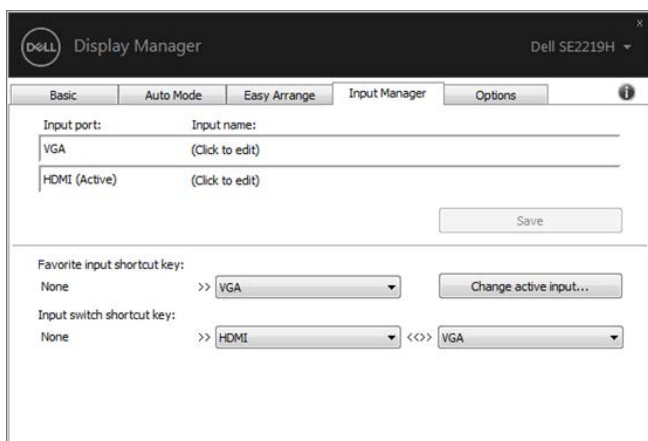 DELL Display Manager Dell SE2219H
x
Basic Auto Mode Easy Arrange Input Manager Options i
Input port: Input name:
VGA (Click to edit)
HDMI (Active) (Click to edit)
Save
Favorite input shortcut key:
None >> VGA Change active input...
Input switch shortcut key:
None >> HDMI <<>> VGA